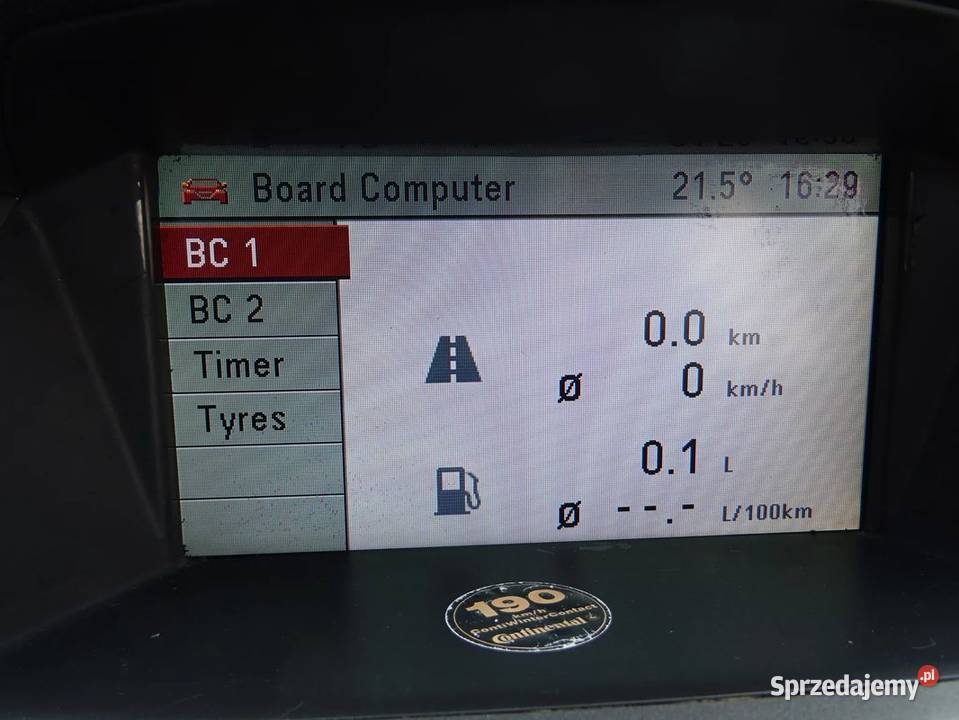 Board Computer 21.5° 16:29
BC 1
BC 2
Timer
Tyres
0.0 km
Ø 0 km/h
0.1 L
Ø --.- L/100km
190
km/h
ContiWinterContact
Continental
Sprzedajemy.pl